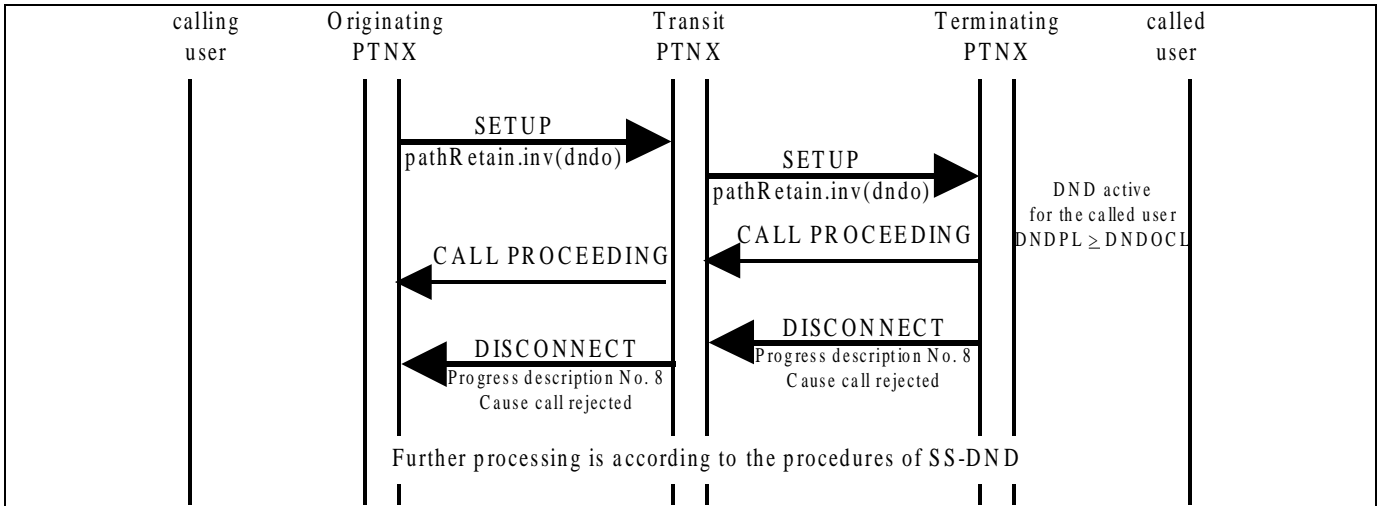 calling Originating Transit Terminating called
user PTNX PTNX PTNX user
SETUP
pathRetain.inv(dndo)
SETUP
pathRetain.inv(dndo)
DND active
for the called user
DNDPL ≥ DNDOCL
CALL PROCEEDING
CALL PROCEEDING
DISCONNECT
Progress description No. 8
Cause call rejected
DISCONNECT
Progress description No. 8
Cause call rejected
Further processing is according to the procedures of SS-DND